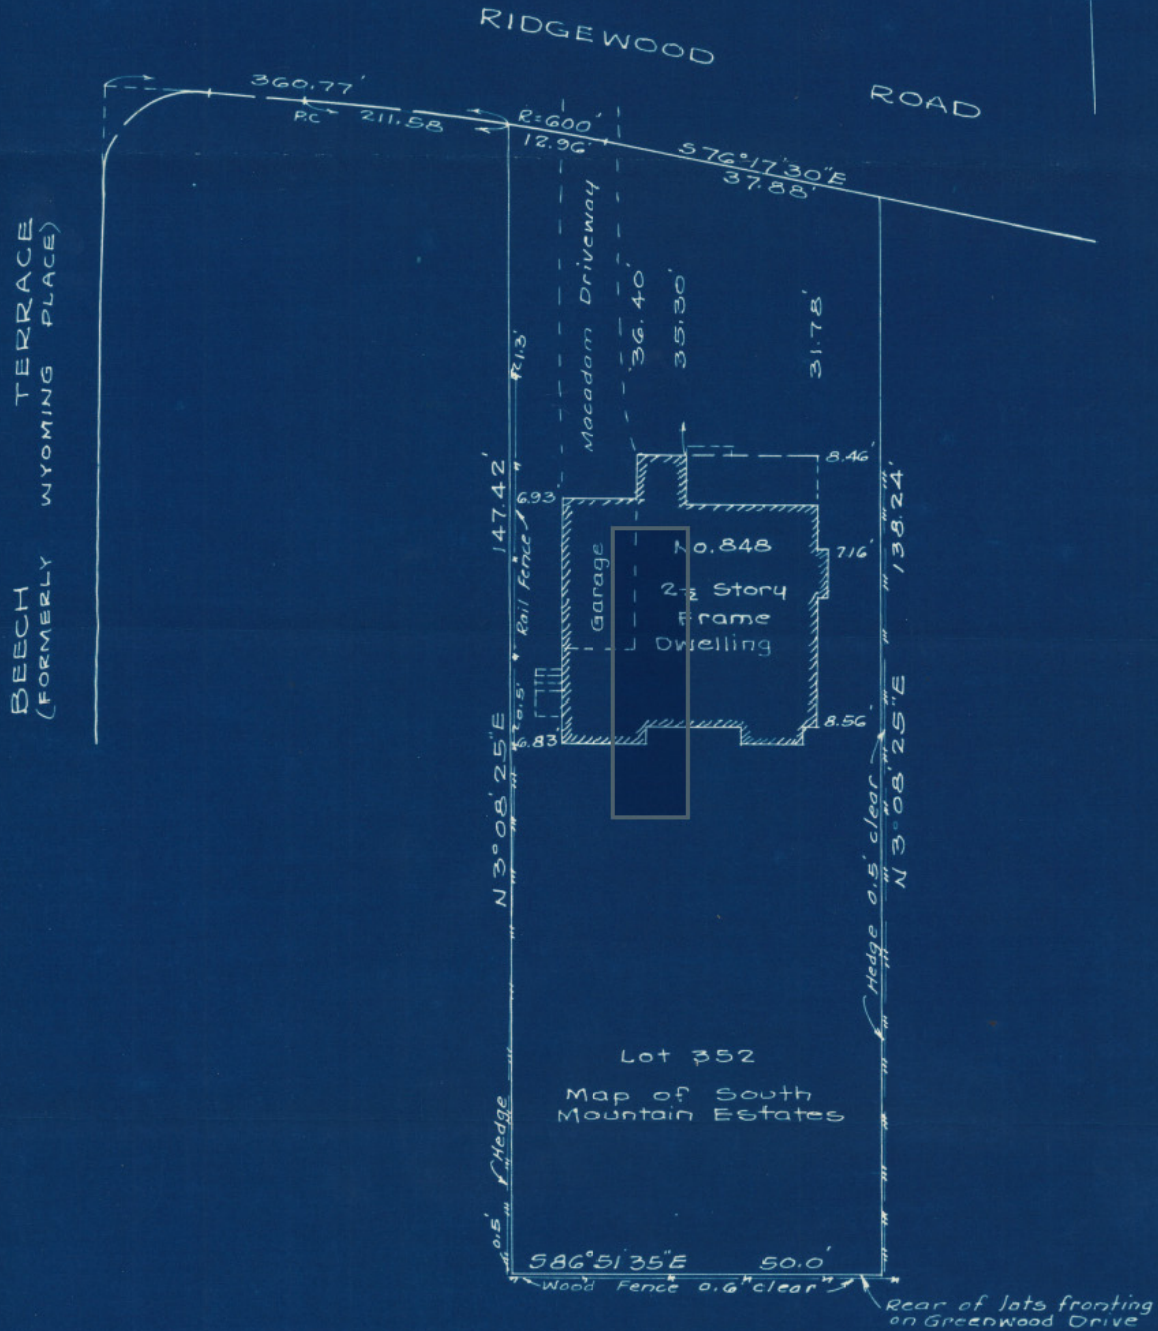 RIDGEWOOD
ROAD
360.77'
P.C
211.58
R=600'
12.96'
S76°17'30"E
37.88'
BEECH TERRACE
(FORMERLY WYOMING PLACE)
Macadam Driveway
36.40'
35.30'
31.78'
147.42'
N 3°08'25"E
138.24'
N 3°08'25"E
8.46'
6.93'
7.16'
Rail Fence
Garage
No.848
2½ Story
Frame
Dwelling
0.5'
6.83'
8.56'
Hedge 0.5' clear
Lot 352
Map of South
Mountain Estates
Hedge
0.5'
S86°51'35"E 50.0'
Wood Fence 0.6' clear
Rear of lots fronting
on Greenwood Drive